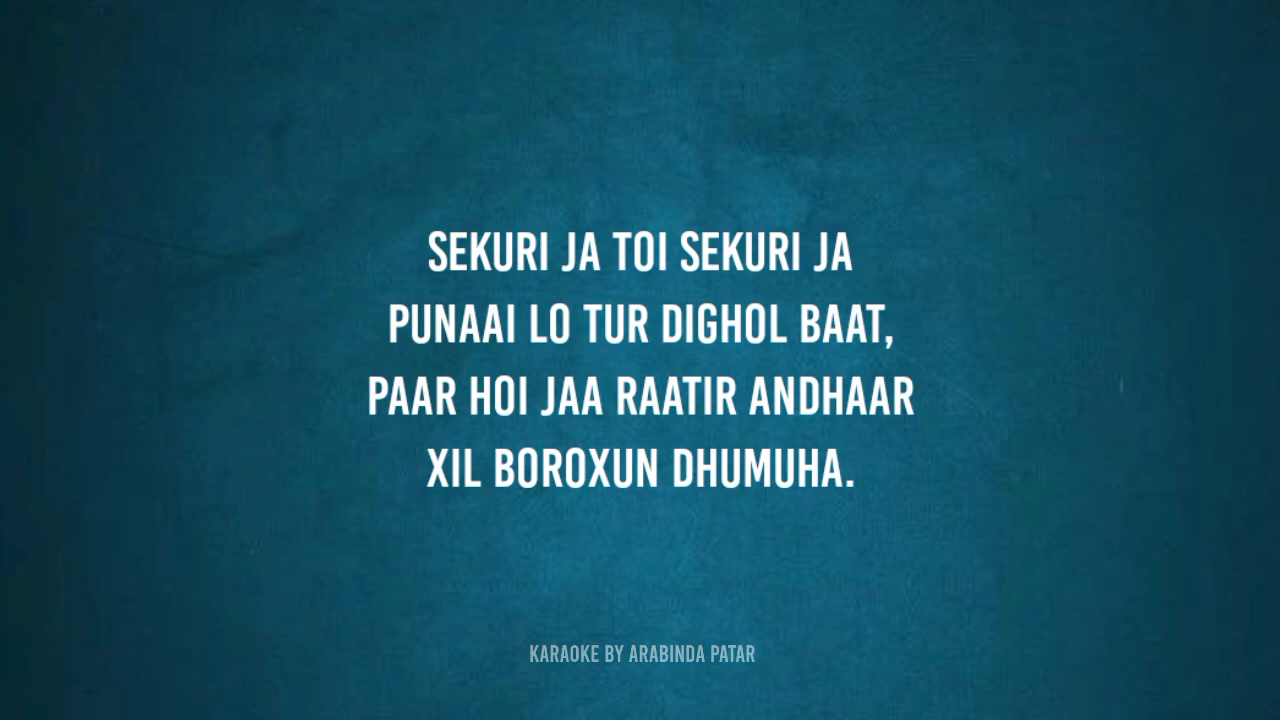 SEKURI JA TOI SEKURI JA
PUNAAI LO TUR DIGHOL BAAT,
PAAR HOI JAA RAATIR ANDHAAR
XIL BOROXUN DHUMUHA.
KARAOKE BY ARABINDA PATAR